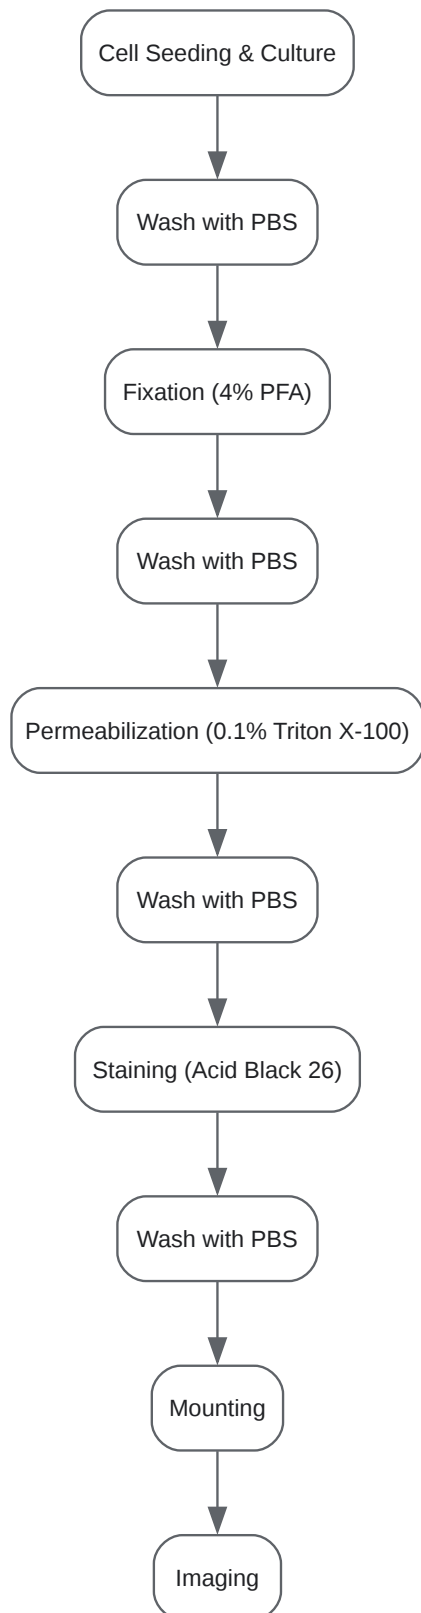 Cell Seeding & Culture
Wash with PBS
Fixation (4% PFA)
Wash with PBS
Permeabilization (0.1% Triton X-100)
Wash with PBS
Staining (Acid Black 26)
Wash with PBS
Mounting
Imaging